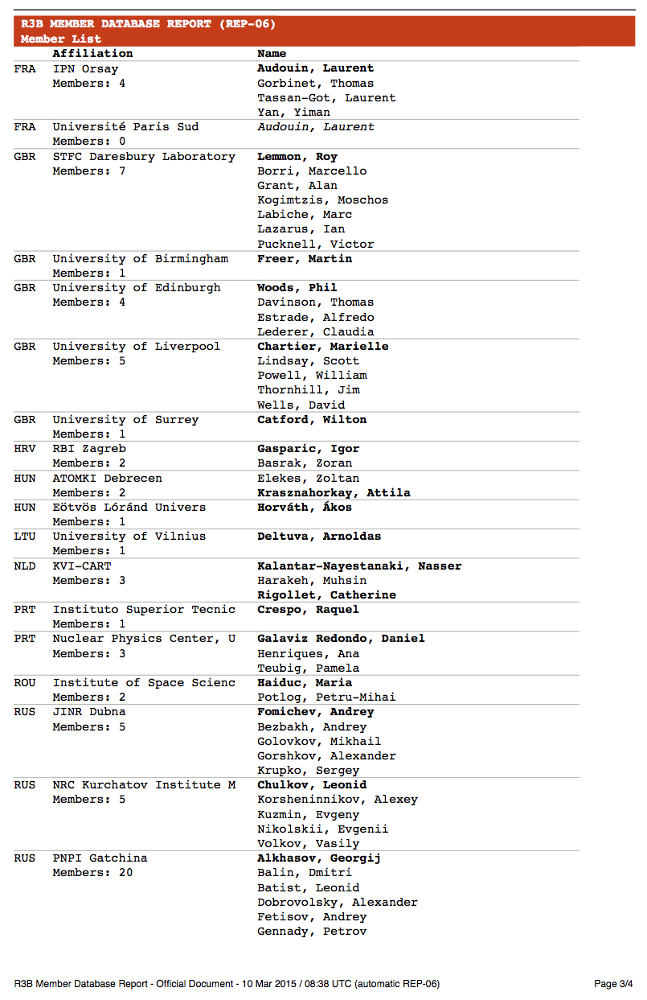 R3B MEMBER DATABASE REPORT (REP-06)
Member List
Affiliation Name
FRA IPN Orsay Audouin, Laurent
Members: 4 Gorbinet, Thomas
Tassan-Got, Laurent
Yan, Yiman
FRA Université Paris Sud Audouin, Laurent
Members: 0
GBR STFC Daresbury Laboratory Lemmon, Roy
Members: 7 Borri, Marcello
Grant, Alan
Kogimtzis, Moschos
Labiche, Marc
Lazarus, Ian
Pucknell, Victor
GBR University of Birmingham Freer, Martin
Members: 1
GBR University of Edinburgh Woods, Phil
Members: 4 Davinson, Thomas
Estrade, Alfredo
Lederer, Claudia
GBR University of Liverpool Chartier, Marielle
Members: 5 Lindsay, Scott
Powell, William
Thornhill, Jim
Wells, David
GBR University of Surrey Catford, Wilton
Members: 1
HRV RBI Zagreb Gasparic, Igor
Members: 2 Basrak, Zoran
HUN ATOMKI Debrecen Elekes, Zoltan
Members: 2 Krasznahorkay, Attila
HUN Eötvös Lóránd Univers Horváth, Ákos
Members: 1
LTU University of Vilnius Deltuva, Arnoldas
Members: 1
NLD KVI-CART Kalantar-Nayestanaki, Nasser
Members: 3 Harakeh, Muhsin
Rigollet, Catherine
PRT Instituto Superior Tecnic Crespo, Raquel
Members: 1
PRT Nuclear Physics Center, U Galaviz Redondo, Daniel
Members: 3 Henriques, Ana
Teubig, Pamela
ROU Institute of Space Scienc Haiduc, Maria
Members: 2 Potlog, Petru-Mihai
RUS JINR Dubna Fomichev, Andrey
Members: 5 Bezbakh, Andrey
Golovkov, Mikhail
Gorshkov, Alexander
Krupko, Sergey
RUS NRC Kurchatov Institute M Chulkov, Leonid
Members: 5 Korsheninnikov, Alexey
Kuzmin, Evgeny
Nikolskii, Evgenii
Volkov, Vasily
RUS PNPI Gatchina Alkhasov, Georgij
Members: 20 Balin, Dmitri
Batist, Leonid
Dobrovolsky, Alexander
Fetisov, Andrey
Gennady, Petrov
R3B Member Database Report - Official Document - 10 Mar 2015 / 08:38 UTC (automatic REP-06) Page 3/4